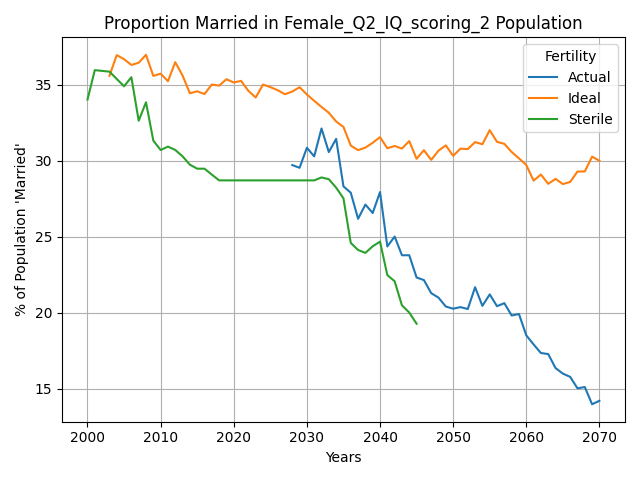 Proportion Married in Female_Q2_IQ_scoring_2 Population
Fertility
Actual
Ideal
Sterile
% of Population 'Married'
35
30
25
20
15
2000 2010 2020 2030 2040 2050 2060 2070
Years